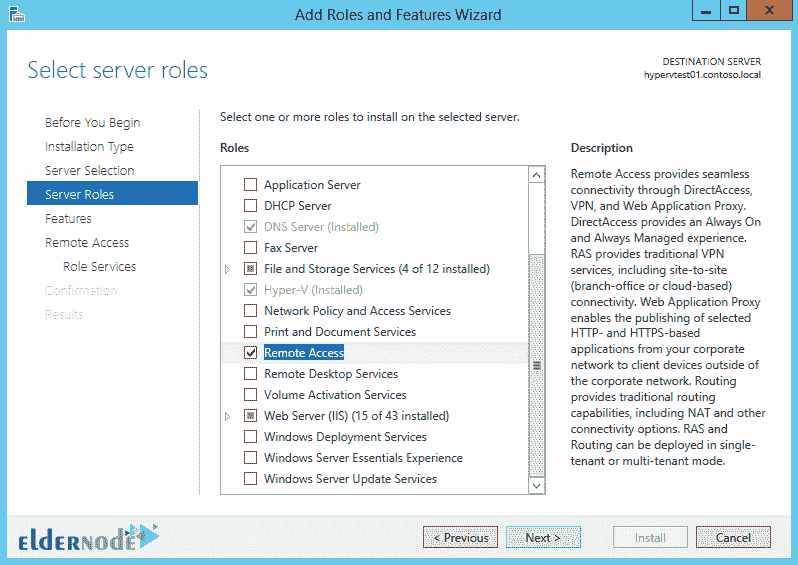 Add Roles and Features Wizard
Select server roles
DESTINATION SERVER
hypervtest01.contoso.local
Before You Begin
Installation Type
Server Selection
Server Roles
Features
Remote Access
Role Services
Confirmation
Results
Select one or more roles to install on the selected server.
Roles
Application Server
DHCP Server
DNS Server (Installed)
Fax Server
File and Storage Services (4 of 12 installed)
Hyper-V (Installed)
Network Policy and Access Services
Print and Document Services
Remote Access
Remote Desktop Services
Volume Activation Services
Web Server (IIS) (15 of 43 installed)
Windows Deployment Services
Windows Server Essentials Experience
Windows Server Update Services
Description
Remote Access provides seamless
connectivity through DirectAccess,
VPN, and Web Application Proxy.
DirectAccess provides an Always On
and Always Managed experience.
RAS provides traditional VPN
services, including site-to-site
(branch-office or cloud-based)
connectivity. Web Application Proxy
enables the publishing of selected
HTTP- and HTTPS-based
applications from your corporate
network to client devices outside of
the corporate network. Routing
provides traditional routing
capabilities, including NAT and other
connectivity options. RAS and
Routing can be deployed in single-
tenant or multi-tenant mode.
eldernode
< Previous
Next >
Install
Cancel